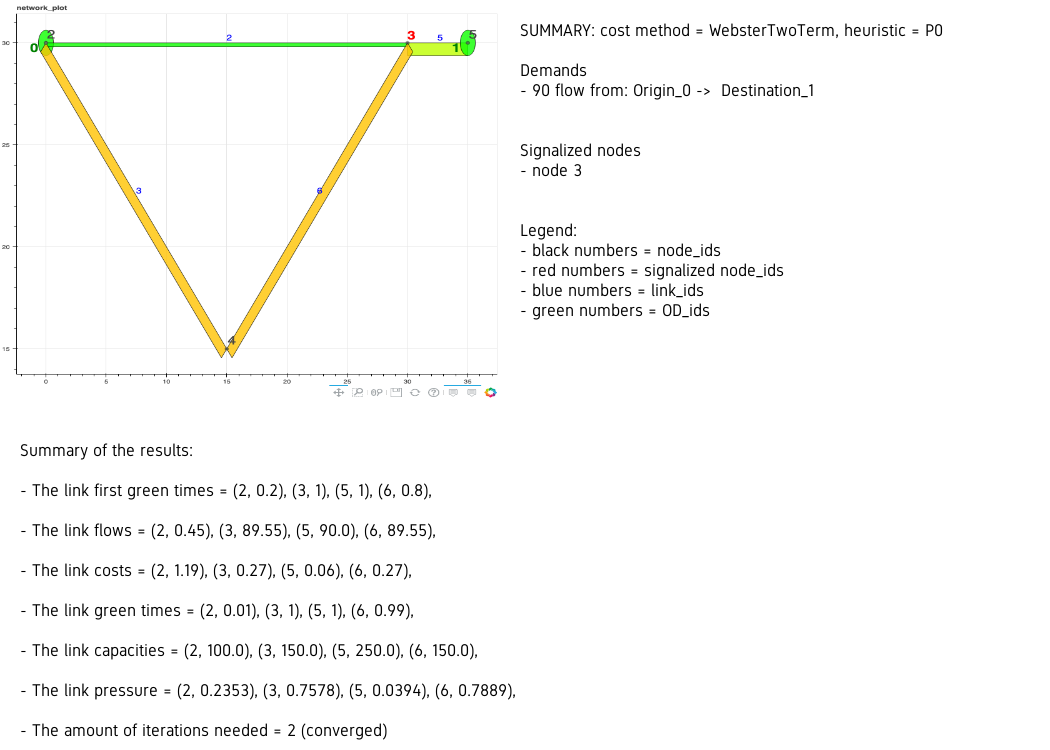 network_plot
SUMMARY: cost method = WebsterTwoTerm, heuristic = P0
Demands
- 90 flow from: Origin_0 -> Destination_1
Signalized nodes
- node 3
Legend:
- black numbers = node_ids
- red numbers = signalized node_ids
- blue numbers = link_ids
- green numbers = OD_ids
30
25
20
15
0 5 10 15 20 25 30 35
0 2
2
3
5
1 5
3
6
4
Summary of the results:
- The link first green times = (2, 0.2), (3, 1), (5, 1), (6, 0.8),
- The link flows = (2, 0.45), (3, 89.55), (5, 90.0), (6, 89.55),
- The link costs = (2, 1.19), (3, 0.27), (5, 0.06), (6, 0.27),
- The link green times = (2, 0.01), (3, 1), (5, 1), (6, 0.99),
- The link capacities = (2, 100.0), (3, 150.0), (5, 250.0), (6, 150.0),
- The link pressure = (2, 0.2353), (3, 0.7578), (5, 0.0394), (6, 0.7889),
- The amount of iterations needed = 2 (converged)